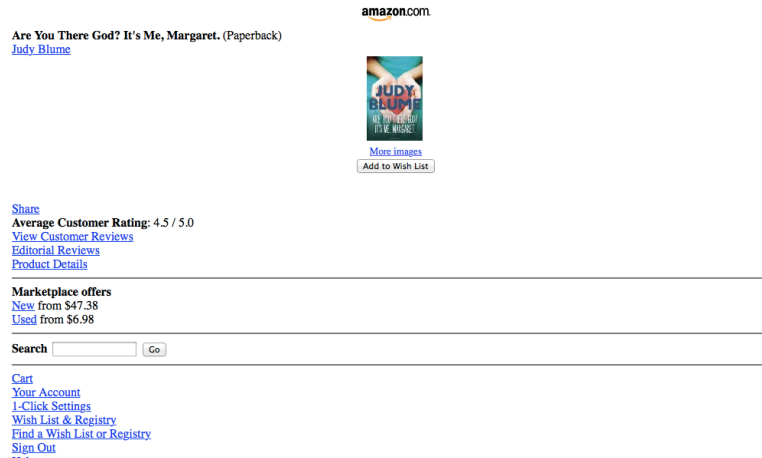 amazon.com.
Are You There God? It's Me, Margaret. (Paperback)
Judy Blume
JUDY
BLUME
ARE YOU THERE GOD?
IT'S ME, MARGARET.
More images
Add to Wish List
Share
Average Customer Rating: 4.5 / 5.0
View Customer Reviews
Editorial Reviews
Product Details
Marketplace offers
New from $47.38
Used from $6.98
Search Go
Cart
Your Account
1-Click Settings
Wish List & Registry
Find a Wish List or Registry
Sign Out